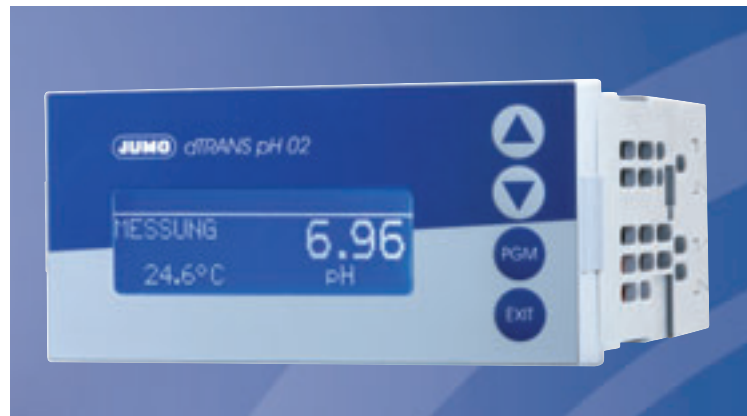 JUMO dTRANS pH 02
MESSUNG 6.96
24.6°C pH
PGM
EXIT